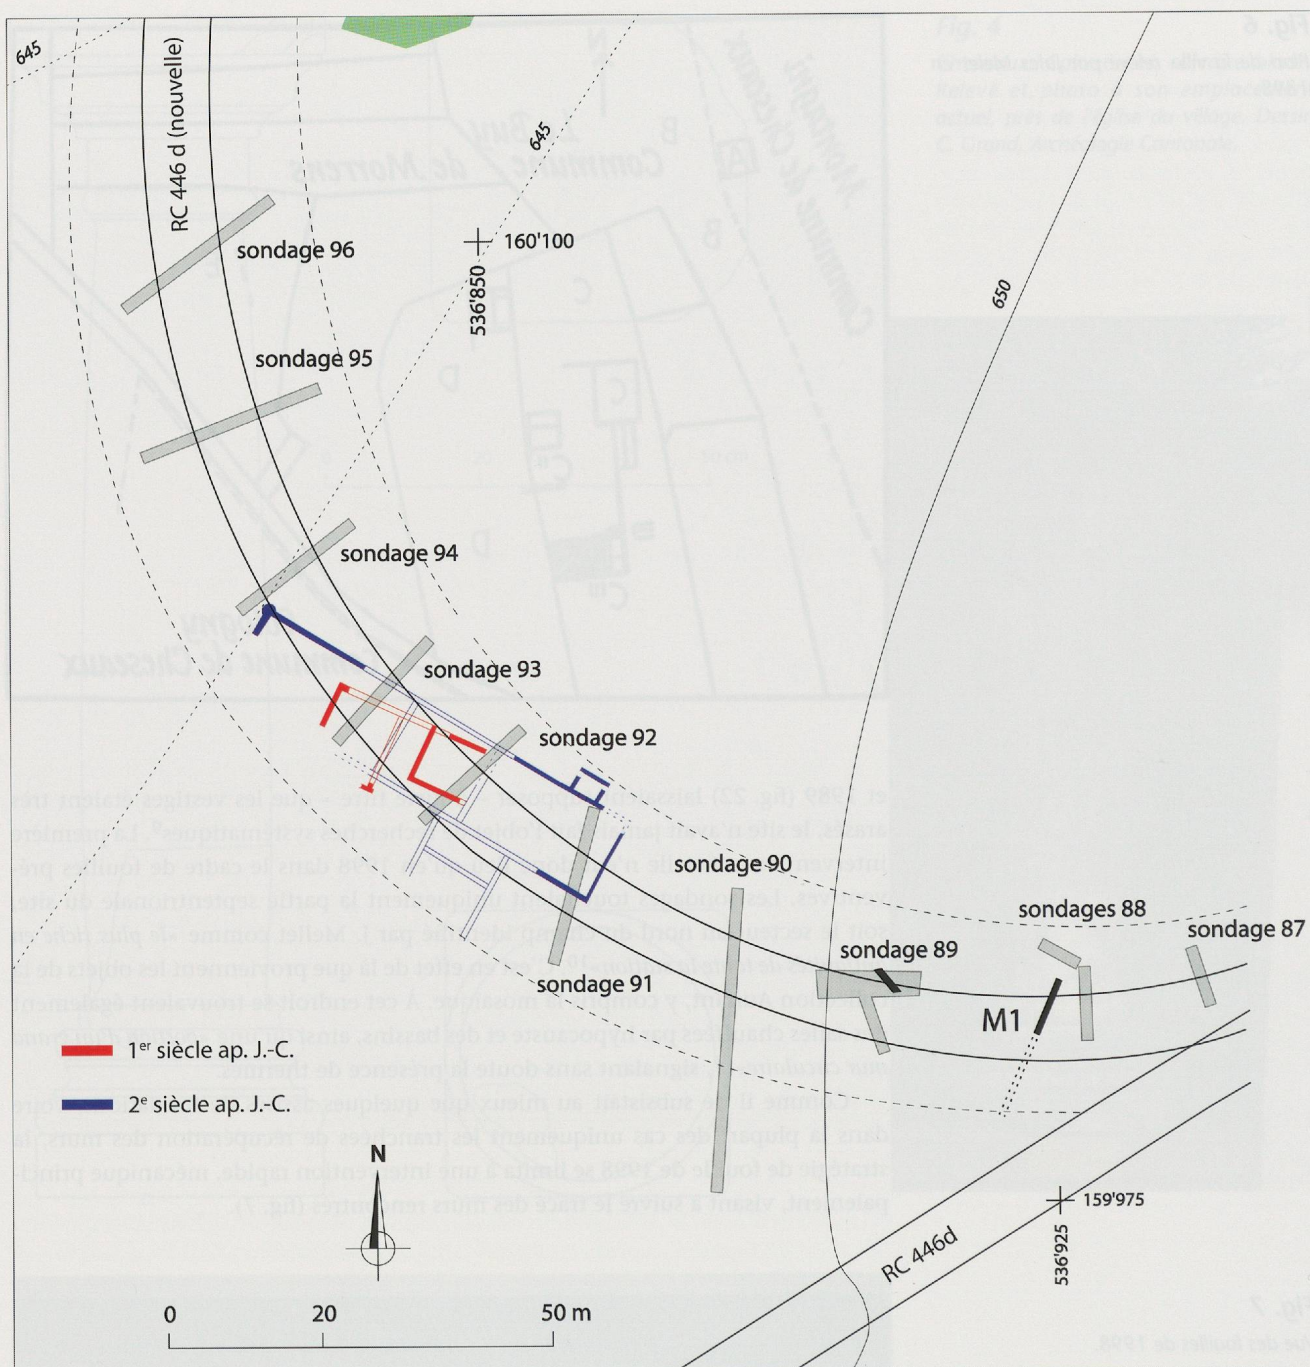 645
RC 446 d (nouvelle)
645
sondage 96
160'100
536'850
650
sondage 95
sondage 94
sondage 93
sondage 92
sondage 90
sondages 88
sondage 87
sondage 89
sondage 91
M1
1er siècle ap. J.-C.
2e siècle ap. J.-C.
N
159'975
536'925
RC 446d
0 20 50 m